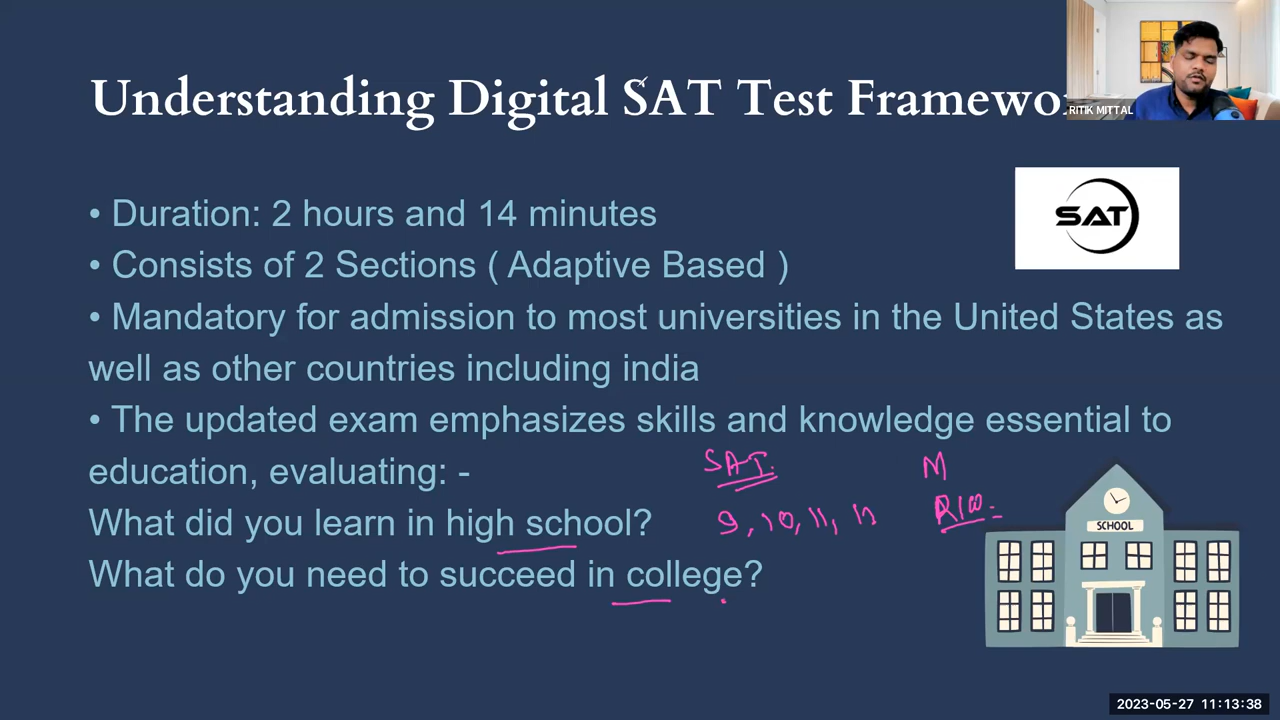 Understanding Digital SAT Test Framewo
RITIK MITTAL
SAT
• Duration: 2 hours and 14 minutes
• Consists of 2 Sections ( Adaptive Based )
• Mandatory for admission to most universities in the United States as
well as other countries including india
• The updated exam emphasizes skills and knowledge essential to
education, evaluating: -
SAT.
M
What did you learn in high school?
9, 10, 11,
SCHOOL
What do you need to succeed in college?
2023-05-27 11:13:38